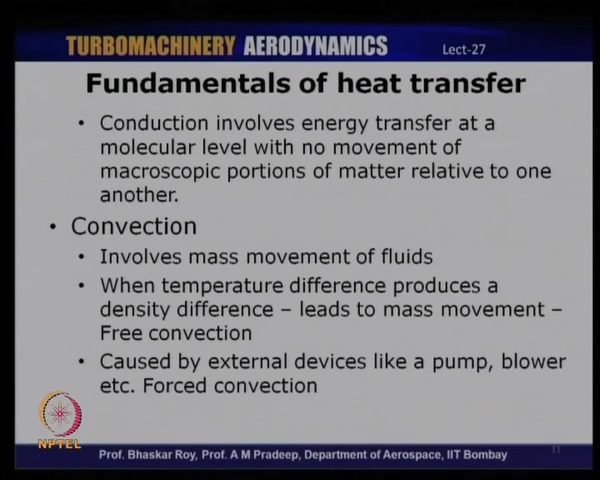 TURBOMACHINERY AERODYNAMICS Lect-27
Fundamentals of heat transfer
• Conduction involves energy transfer at a
molecular level with no movement of
macroscopic portions of matter relative to one
another.
• Convection
• Involves mass movement of fluids
• When temperature difference produces a
density difference – leads to mass movement –
Free convection
• Caused by external devices like a pump, blower
etc. Forced convection
NPTEL
Prof. Bhaskar Roy, Prof. A M Pradeep, Department of Aerospace, IIT Bombay
11